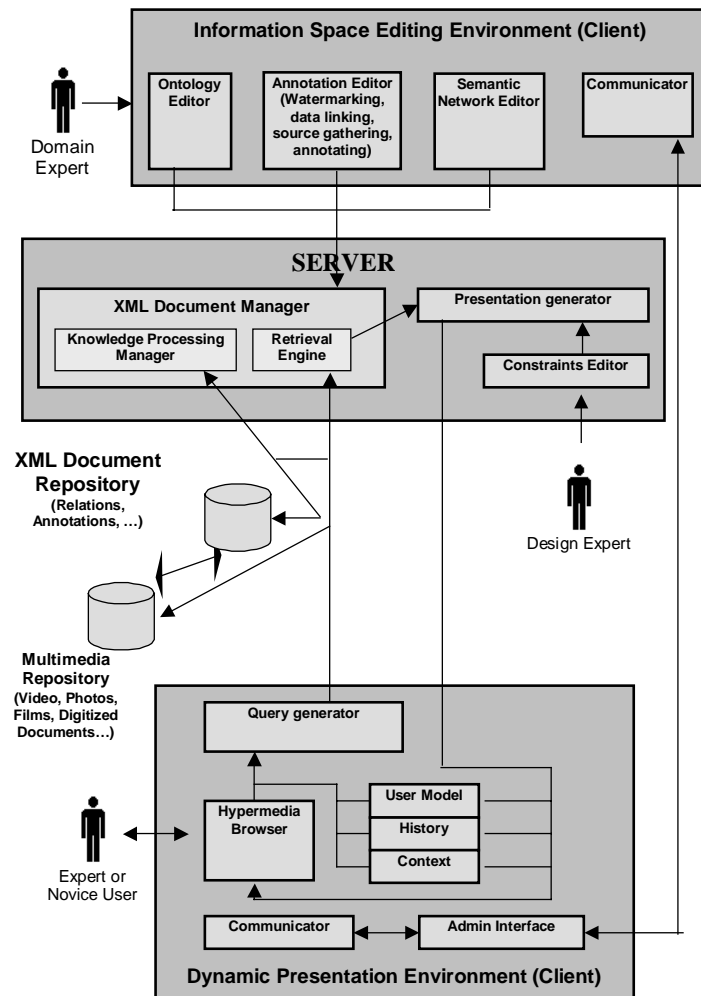 Information Space Editing Environment (Client)
Ontology
Editor
Annotation Editor
(Watermarking,
data linking,
source gathering,
annotating)
Semantic
Network Editor
Communicator
Domain
Expert
SERVER
XML Document Manager
Knowledge Processing
Manager
Retrieval
Engine
Presentation generator
Constraints Editor
XML Document
Repository
(Relations,
Annotations, ...)
Design Expert
Multimedia
Repository
(Video, Photos,
Films, Digitized
Documents...)
Query generator
Hypermedia
Browser
User Model
History
Context
Expert or
Novice User
Communicator
Admin Interface
Dynamic Presentation Environment (Client)